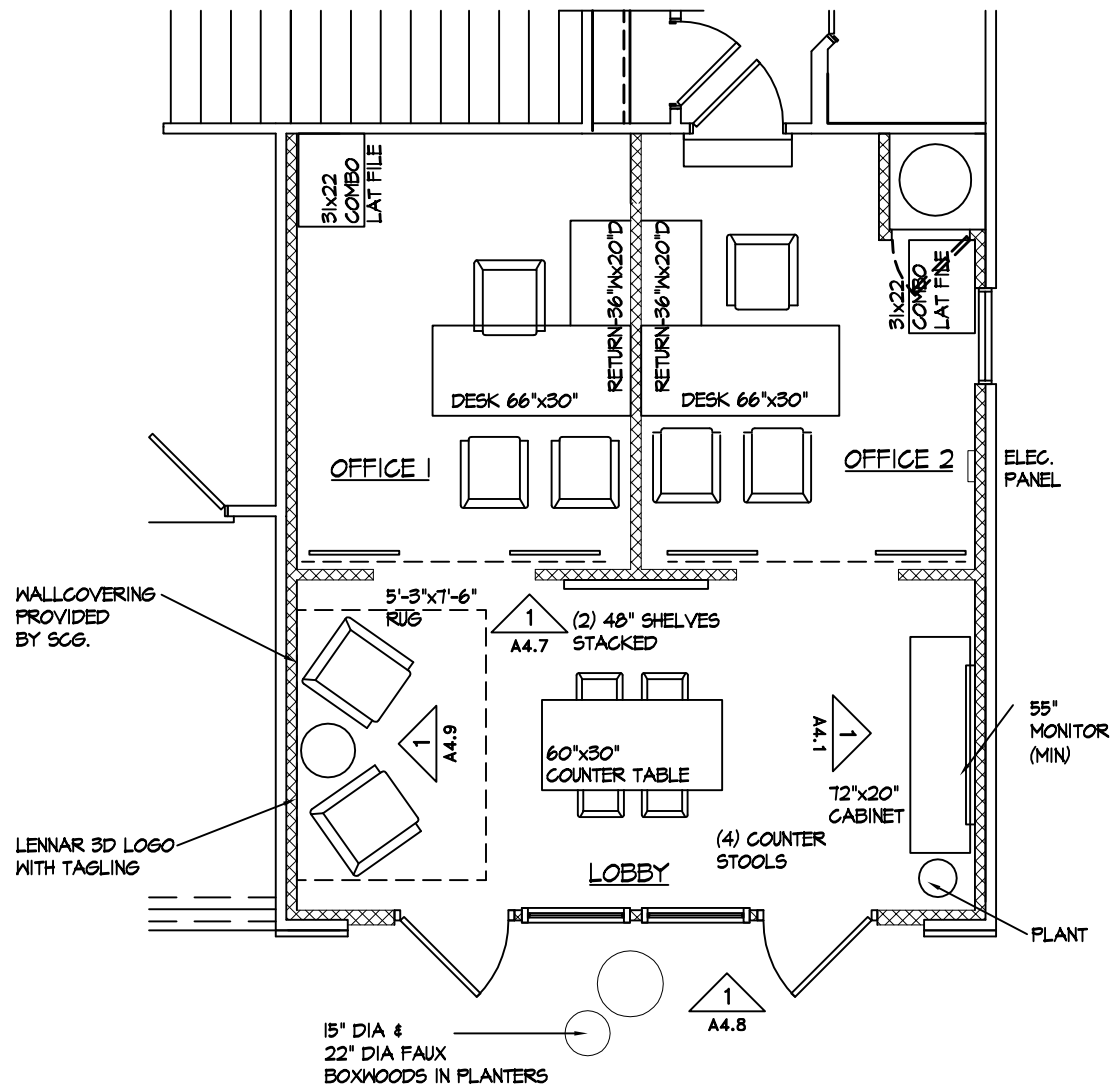 31x22
COMBO
LAT FILE
RETURN-36"Wx20"D
RETURN-36"Wx20"D
31x22
COMBO
LAT FILE
DESK 66"x30"
DESK 66"x30"
OFFICE 1
OFFICE 2
ELEC.
PANEL
WALLCOVERING
PROVIDED
BY SCG.
5'-3"x7'-6"
RUG
1
A4.7
(2) 48" SHELVES
STACKED
1
A4.9
60"x30"
COUNTER TABLE
1
A4.1
55"
MONITOR
(MIN)
72"x20"
CABINET
LENNAR 3D LOGO
WITH TAGLING
(4) COUNTER
STOOLS
LOBBY
PLANT
1
A4.8
15" DIA &
22" DIA FAUX
BOXWOODS IN PLANTERS